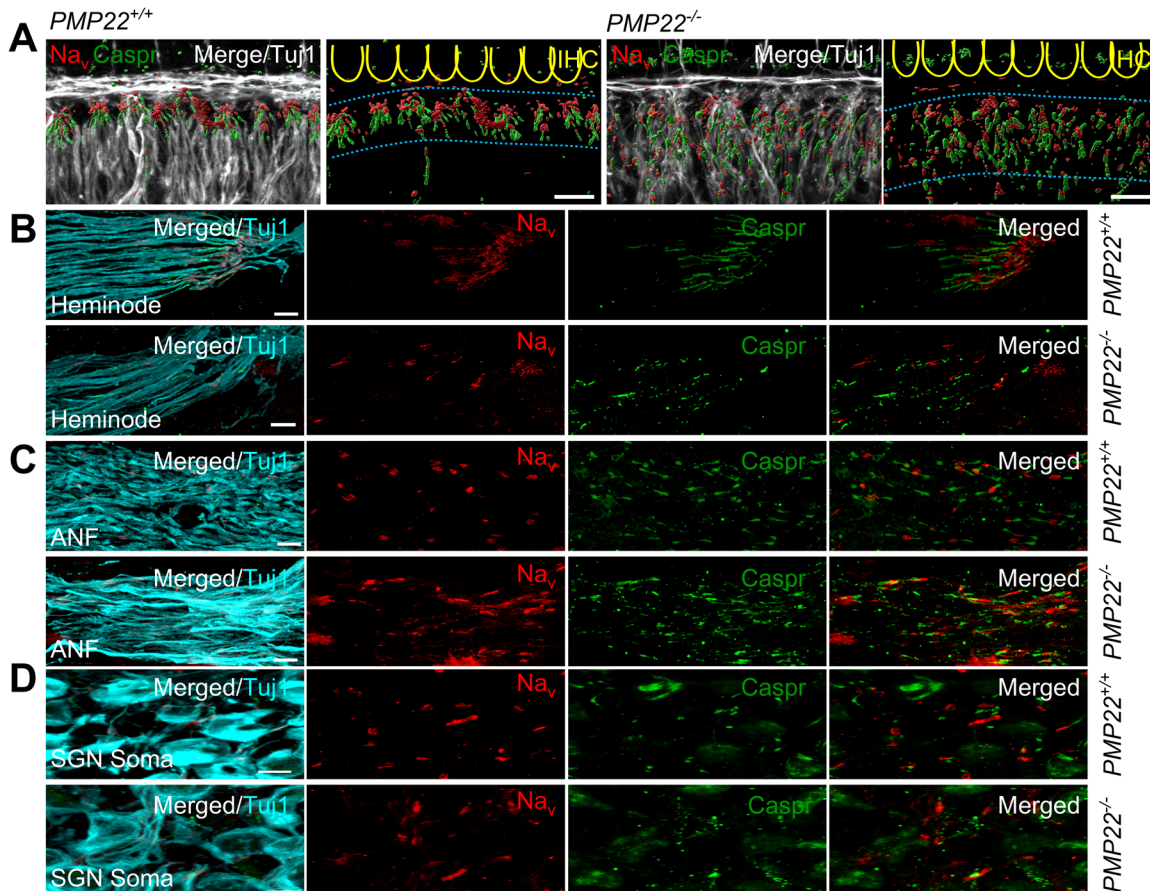 PMP22+/+
PMP22-/-
A
Nav Caspr Merge/Tuj1
IHC
Nav Caspr Merge/Tuj1
IHC
B
Merged/Tuj1
Nav
Caspr
Merged
PMP22+/+
Heminode
Merged/Tuj1
Nav
Caspr
Merged
PMP22-/-
Heminode
C
Merged/Tuj1
Nav
Caspr
Merged
PMP22+/+
ANF
Merged/Tuj1
Nav
Caspr
Merged
PMP22-/-
ANF
D
Merged/Tuj1
Nav
Caspr
Merged
PMP22+/+
SGN Soma
Merged/Tuj1
Nav
Caspr
Merged
PMP22-/-
SGN Soma